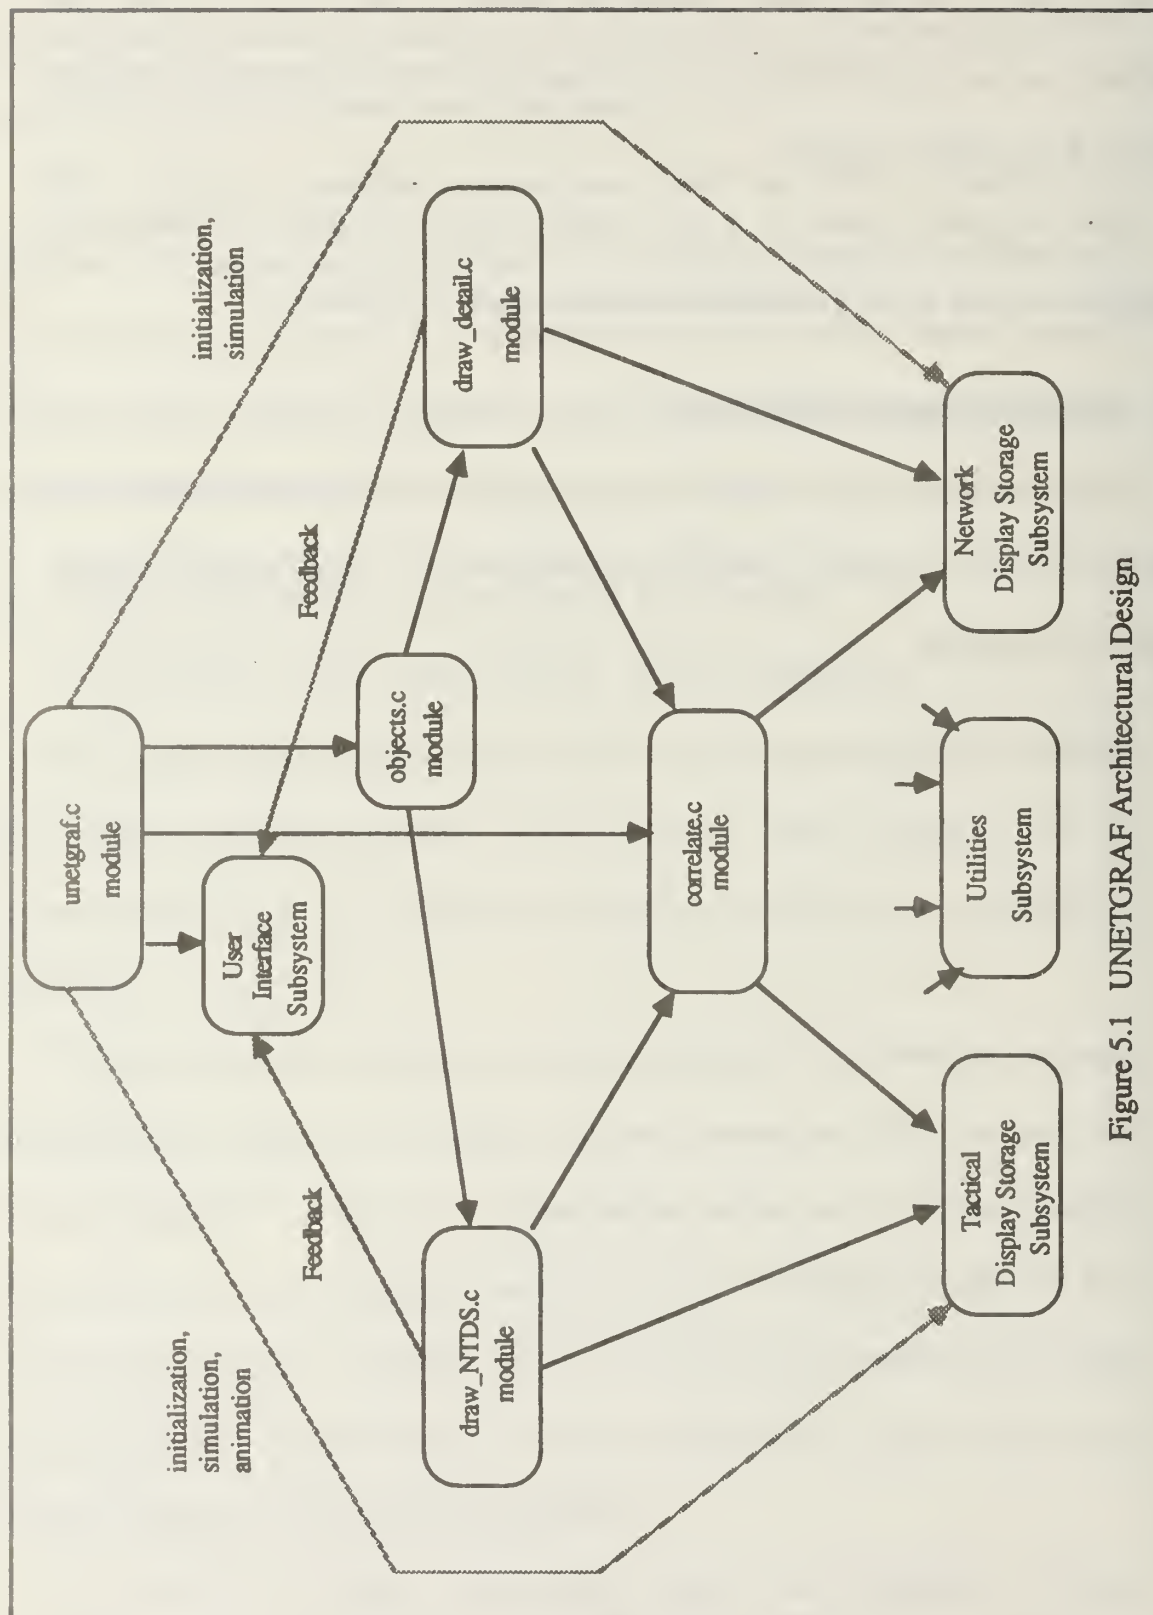 unetgraf.c
module
initialization,
simulation,
animation
initialization,
simulation
User
Interface
Subsystem
Feedback
Feedback
objects.c
module
draw_NTDS.c
module
draw_detail.c
module
correlate.c
module
Tactical
Display Storage
Subsystem
Utilities
Subsystem
Network
Display Storage
Subsystem
Figure 5.1 UNETGRAF Architectural Design